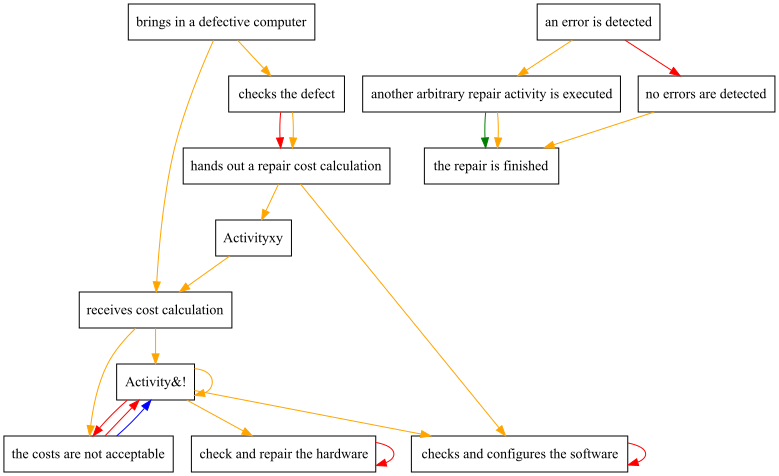 brings in a defective computer
an error is detected
checks the defect
another arbitrary repair activity is executed
no errors are detected
hands out a repair cost calculation
the repair is finished
Activityxy
receives cost calculation
Activity&!
the costs are not acceptable
check and repair the hardware
checks and configures the software